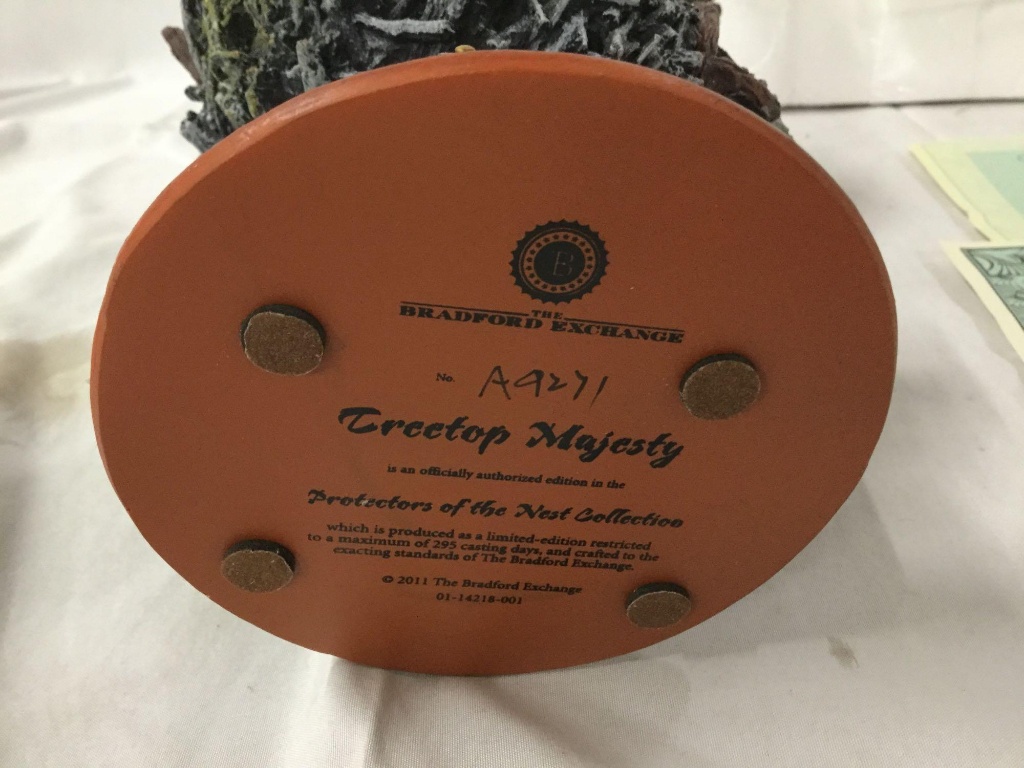 B
THE
BRADFORD EXCHANGE
No. A9271
Treetop Majesty
is an officially authorized edition in the
Protectors of the Nest Collection
which is produced as a limited-edition restricted
to a maximum of 295 casting days, and crafted to the
exacting standards of The Bradford Exchange.
© 2011 The Bradford Exchange
01-14218-001